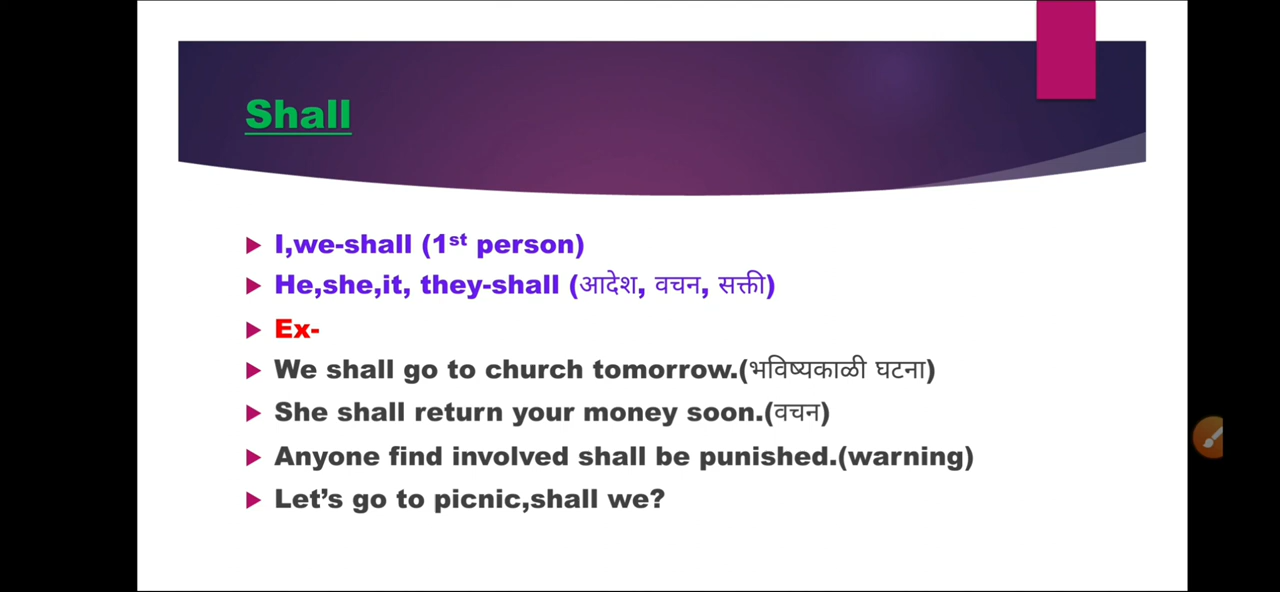 Shall
I,we-shall (1st person)
He,she,it, they-shall (आदेश, वचन, सक्ती)
Ex-
We shall go to church tomorrow.(भविष्यकाळी घटना)
She shall return your money soon.(वचन)
Anyone find involved shall be punished.(warning)
Let’s go to picnic,shall we?